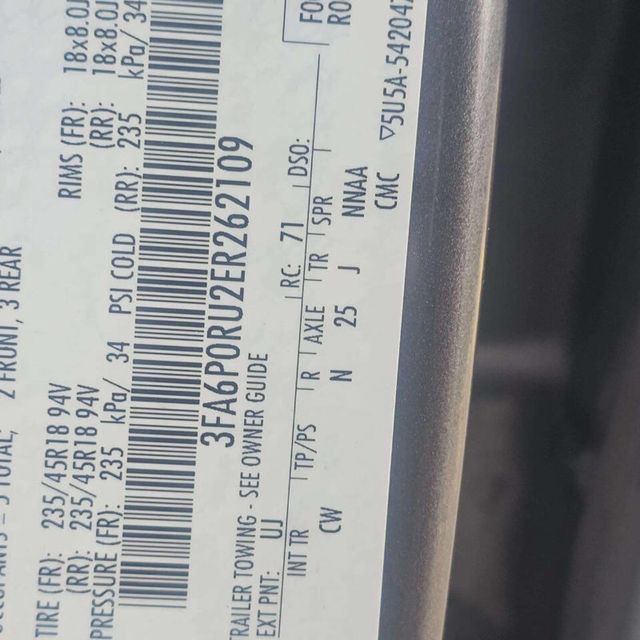 = 5 TOTAL, 2 FRONT, 3 REAR
TIRE (FR): 235/45R18 94V RIMS (FR): 18x8.0J
(RR): 235/45R18 94V (RR): 18x8.0J
PRESSURE (FR): 235 kPa/ 34 PSI COLD (RR): 235 kPa/ 34
3FA6P0RU2ER262109
TRAILER TOWING - SEE OWNER GUIDE
EXT PNT: UJ RC: 71 DSO:
INT TR TP/PS R AXLE TR SPR
CW N 25 J NNAA
CMC
▽5U5A-54204